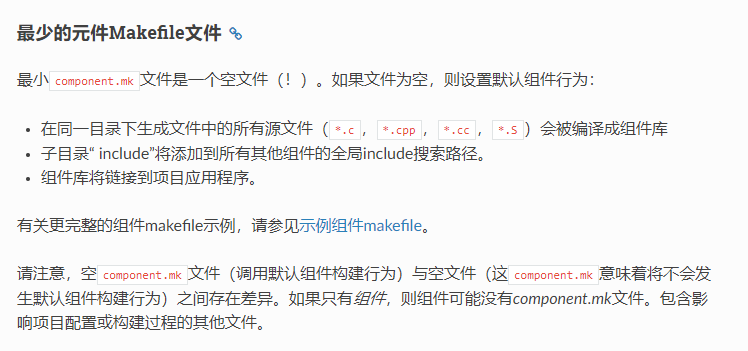 最少的元件Makefile文件
最小component.mk文件是一个空文件（！）。如果文件为空，则设置默认组件行为：
在同一目录下生成文件中的所有源文件（*.c，*.cpp，*.cc，*.S）会被编译成组件库
子目录“ include”将添加到所有其他组件的全局include搜索路径。
组件库将链接到项目应用程序。
有关更完整的组件makefile示例，请参见示例组件makefile。
请注意，空component.mk文件（调用默认组件构建行为）与空文件（这component.mk意味着将不会发
生默认组件构建行为）之间存在差异。如果只有组件，则组件可能没有component.mk文件。包含影
响项目配置或构建过程的其他文件。